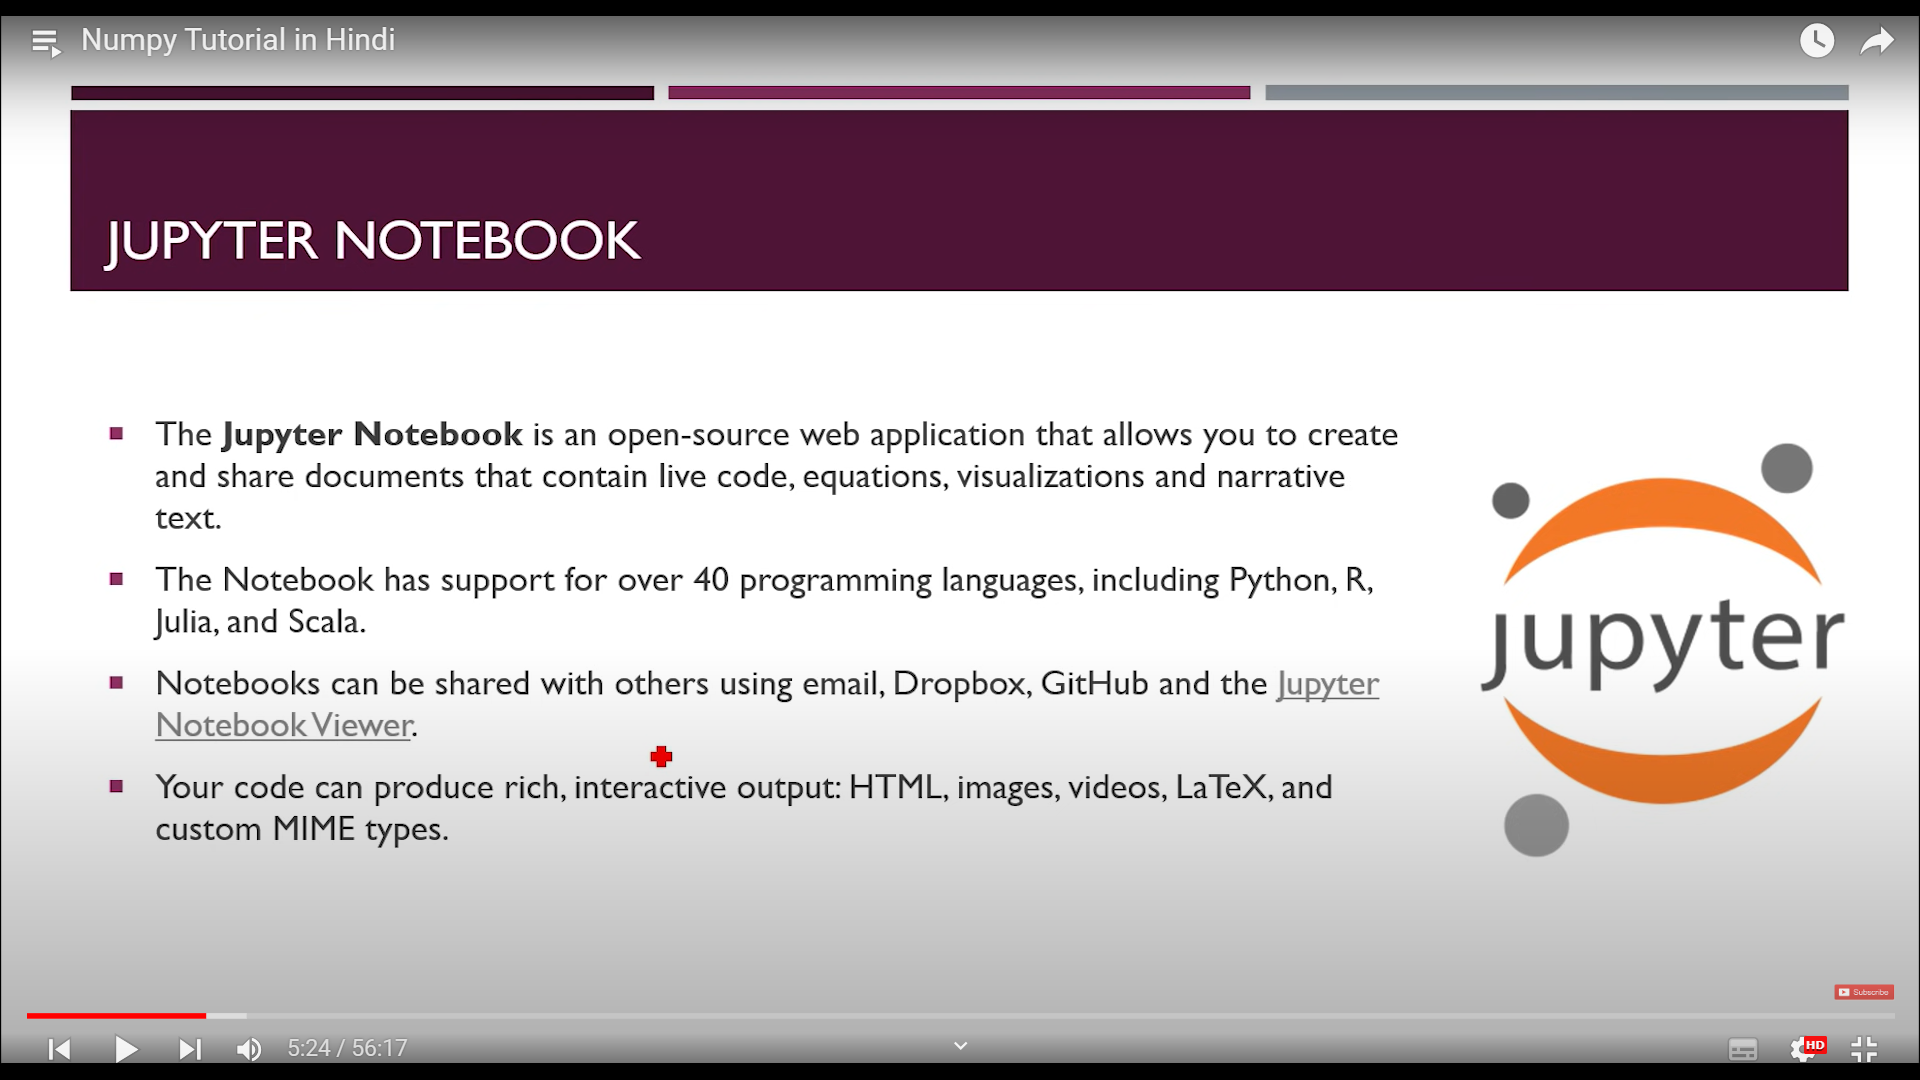 Numpy Tutorial in Hindi
JUPYTER NOTEBOOK
The Jupyter Notebook is an open-source web application that allows you to create
and share documents that contain live code, equations, visualizations and narrative
text.
The Notebook has support for over 40 programming languages, including Python, R,
Julia, and Scala.
Notebooks can be shared with others using email, Dropbox, GitHub and the Jupyter
Notebook Viewer.
Your code can produce rich, interactive output: HTML, images, videos, LaTeX, and
custom MIME types.
jupyter
Subscribe
5:24 / 56:17
HD